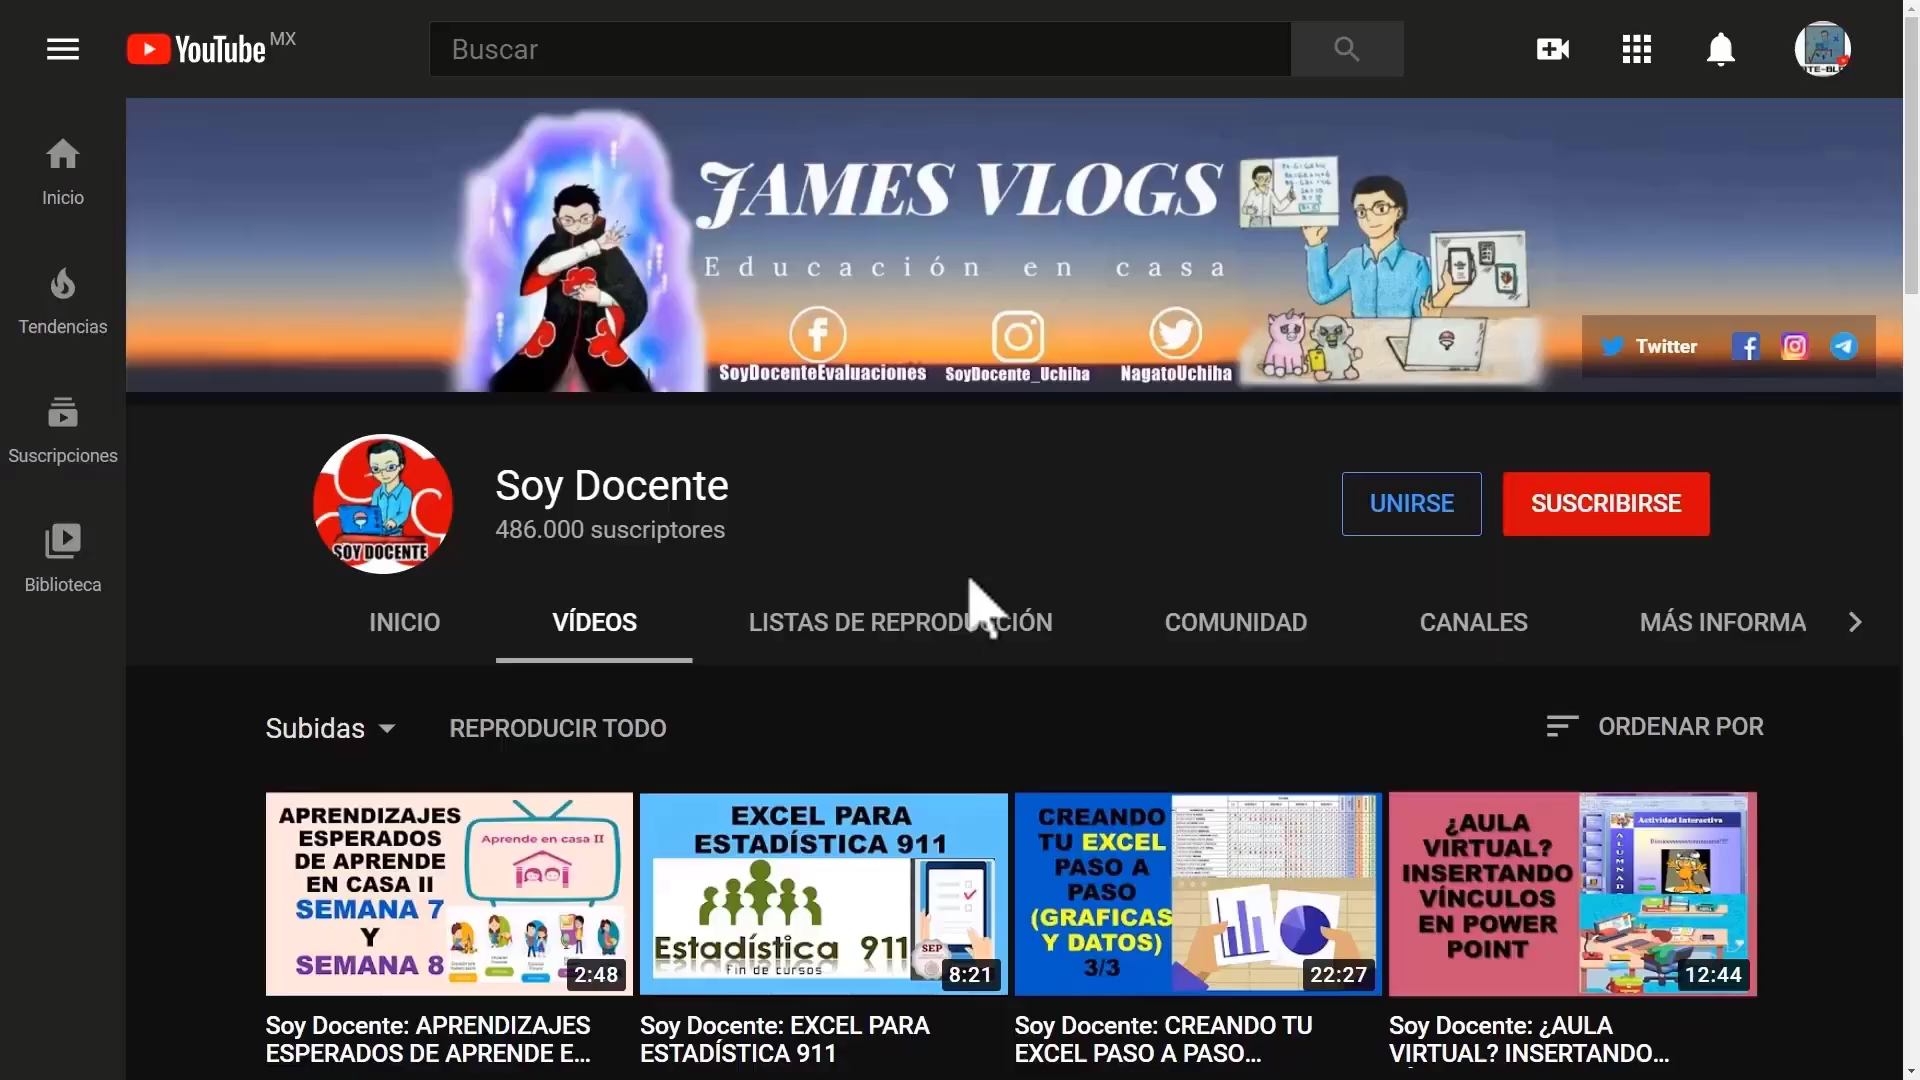 YouTube MX
Buscar
Inicio
Tendencias
Suscripciones
Biblioteca
JAMES VLOGS
Educación en casa
SoyDocenteEvaluaciones
SoyDocente_Uchiha
NagatoUchiha
Twitter
SOY DOCENTE
Soy Docente
486.000 suscriptores
UNIRSE
SUSCRIBIRSE
INICIO
VÍDEOS
LISTAS DE REPRODUCCIÓN
COMUNIDAD
CANALES
MÁS INFORMA
Subidas
REPRODUCIR TODO
ORDENAR POR
APRENDIZAJES
ESPERADOS
DE APRENDE
EN CASA II
SEMANA 7
Y
SEMANA 8
Aprende en casa II
2:48
Soy Docente: APRENDIZAJES
ESPERADOS DE APRENDE E...
EXCEL PARA
ESTADÍSTICA 911
Estadística 911
Fin de cursos
SEP
8:21
Soy Docente: EXCEL PARA
ESTADÍSTICA 911
CREANDO
TU EXCEL
PASO A
PASO
(GRAFICAS
Y DATOS)
3/3
22:27
Soy Docente: CREANDO TU
EXCEL PASO A PASO...
¿AULA
VIRTUAL?
INSERTANDO
VÍNCULOS
EN POWER
POINT
Actividad Interactiva
12:44
Soy Docente: ¿AULA
VIRTUAL? INSERTANDO...